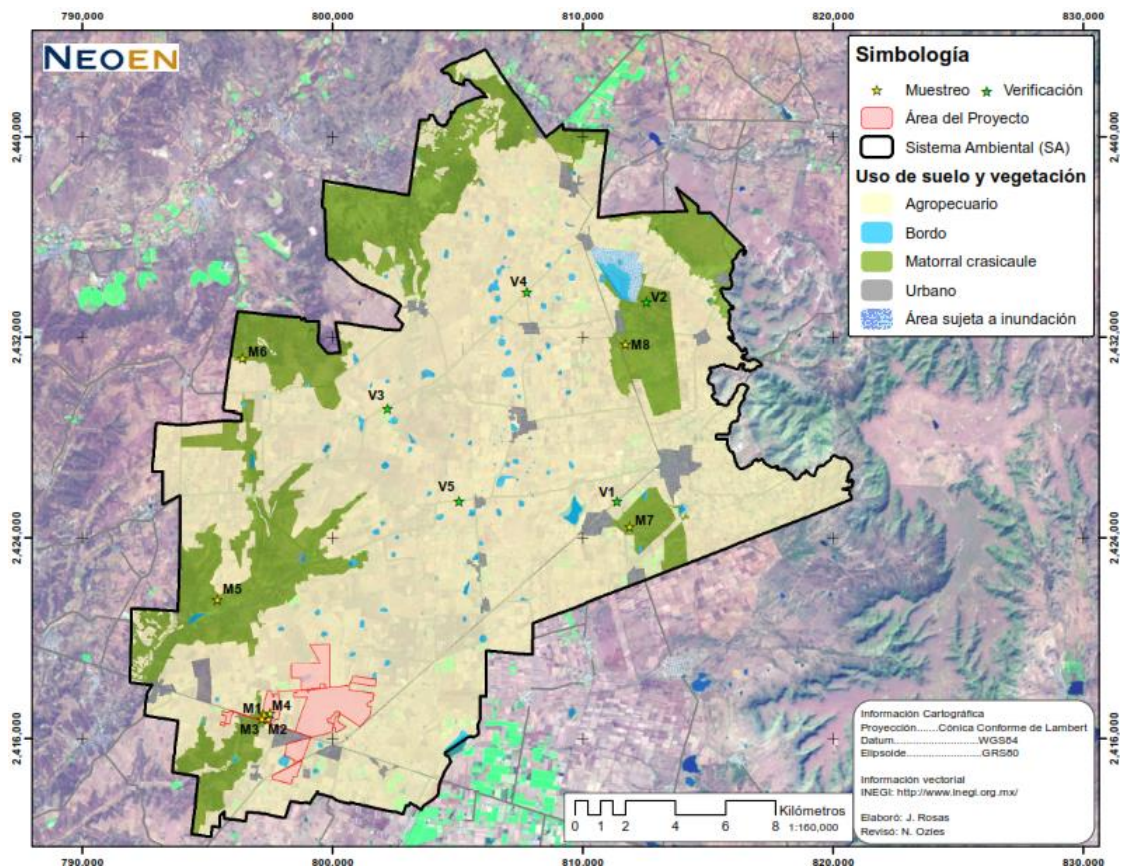 790,000 800,000 810,000 820,000 830,000
NEOEN
Simbología
Muestreo Verificación
Área del Proyecto
Sistema Ambiental (SA)
Uso de suelo y vegetación
Agropecuario
Bordo
Matorral crasicaule
Urbano
Área sujeta a inundación
2,440,000 2,440,000
V4
V2
2,432,000 2,432,000
M8
M6
V3
V5
V1
M7
2,424,000 2,424,000
M5
M1 M4
M3 M2
2,416,000 2,416,000
Información Cartográfica
Proyección.......Cónica Conforme de Lambert
Datum.............................WGS84
Elipsoide.........................GRS80
Información vectorial
INEGI: http://www.inegi.org.mx/
Elaboró: J. Rosas
Revisó: N. Ozles
Kilómetros
0 1 2 4 6 8 1:160,000
790,000 800,000 810,000 820,000 830,000